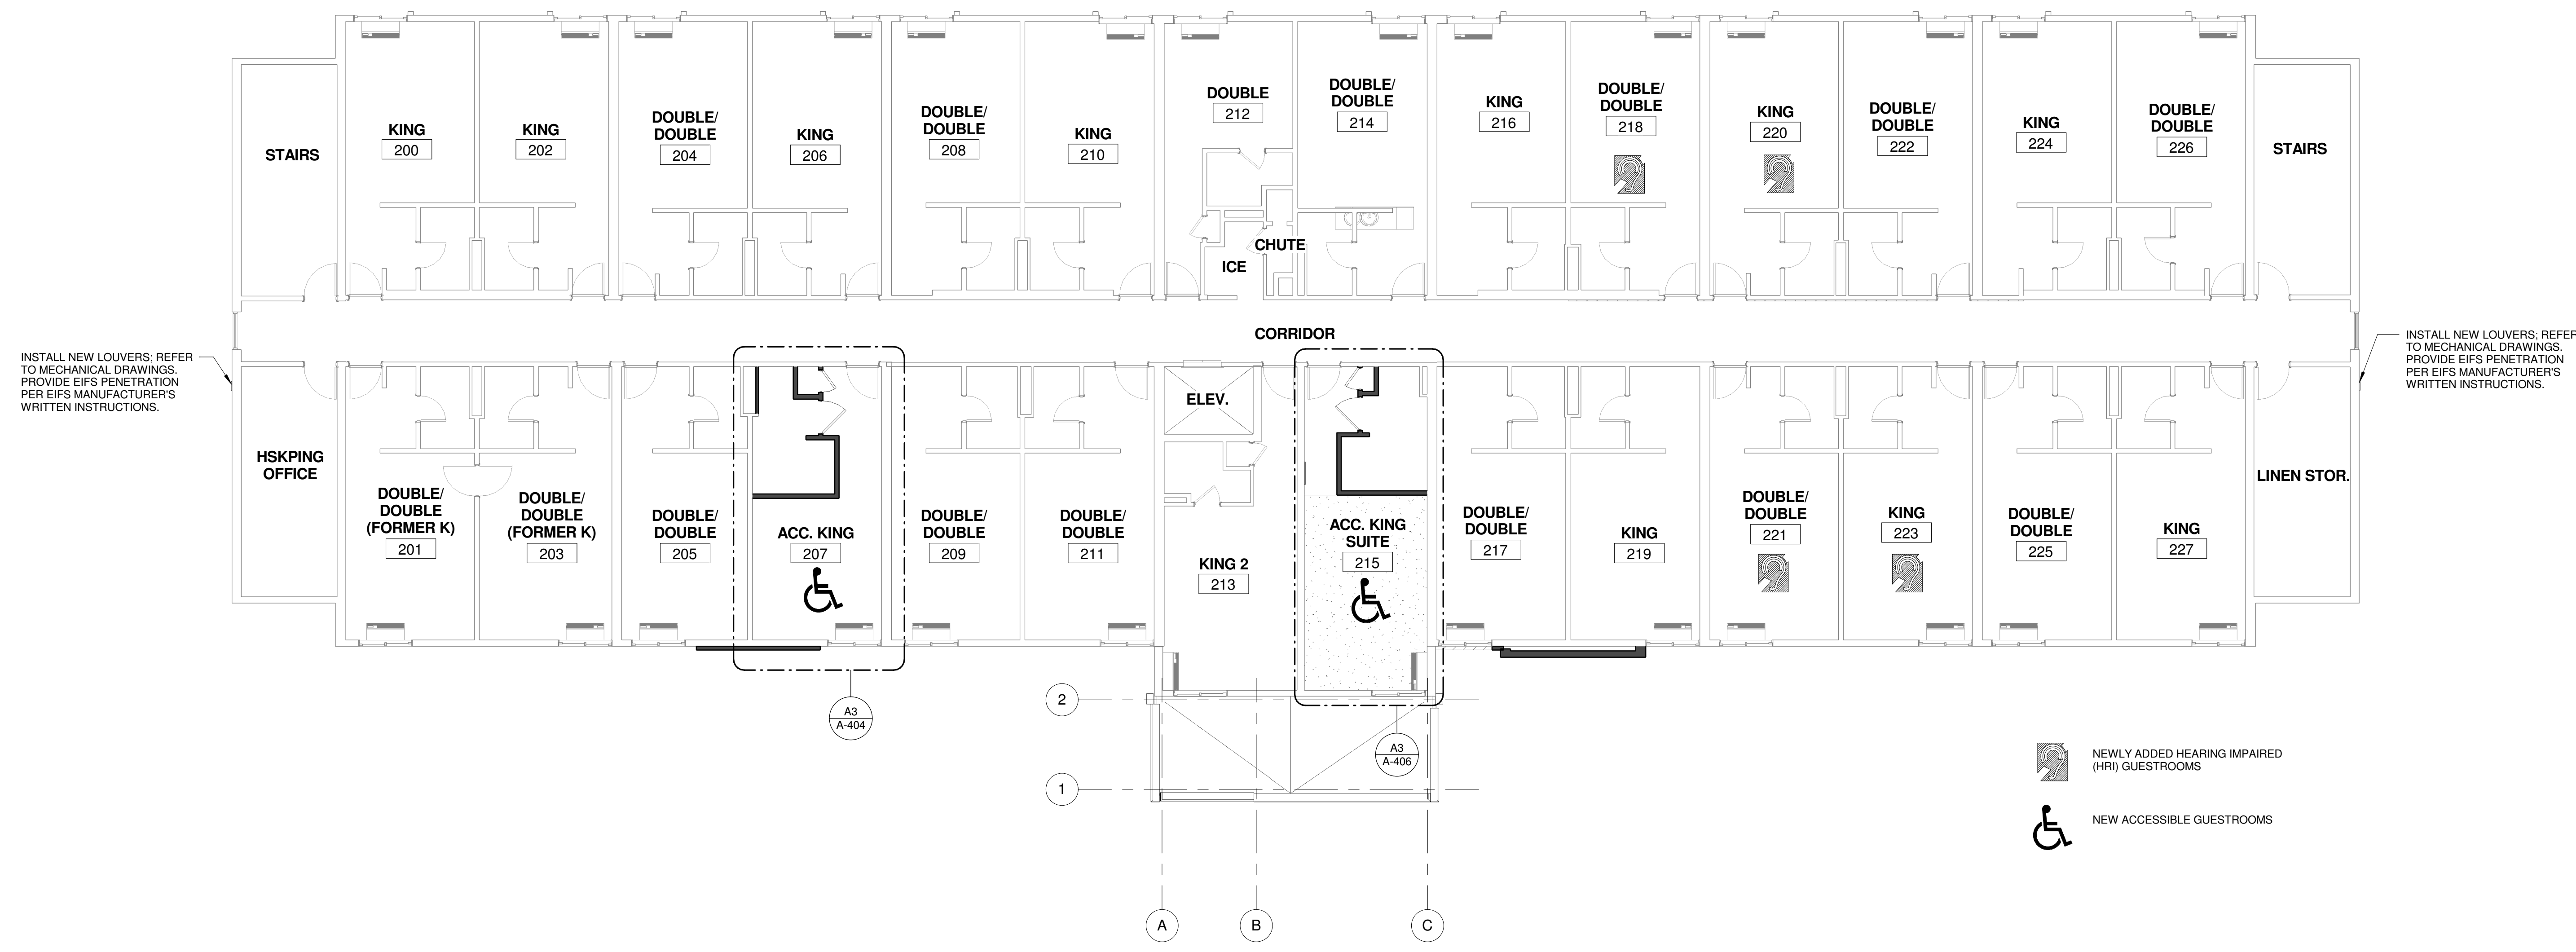 KING
200
KING
202
DOUBLE/
DOUBLE
204
KING
206
DOUBLE/
DOUBLE
208
KING
210
DOUBLE
212
DOUBLE/
DOUBLE
214
KING
216
DOUBLE/
DOUBLE
218
KING
220
DOUBLE/
DOUBLE
222
KING
224
DOUBLE/
DOUBLE
226
STAIRS
STAIRS
CHUTE
ICE
CORRIDOR
INSTALL NEW LOUVERS; REFER
TO MECHANICAL DRAWINGS.
PROVIDE EIFS PENETRATION
PER EIFS MANUFACTURER'S
WRITTEN INSTRUCTIONS.
INSTALL NEW LOUVERS; REFER
TO MECHANICAL DRAWINGS.
PROVIDE EIFS PENETRATION
PER EIFS MANUFACTURER'S
WRITTEN INSTRUCTIONS.
HSKPING
OFFICE
DOUBLE/
DOUBLE
(FORMER K)
201
DOUBLE/
DOUBLE
(FORMER K)
203
DOUBLE/
DOUBLE
205
ACC. KING
207
DOUBLE/
DOUBLE
209
DOUBLE/
DOUBLE
211
ELEV.
KING 2
213
ACC. KING
SUITE
215
DOUBLE/
DOUBLE
217
KING
219
DOUBLE/
DOUBLE
221
KING
223
DOUBLE/
DOUBLE
225
KING
227
LINEN STOR.
A3
A-404
A3
A-406
2
1
A
B
C
NEWLY ADDED HEARING IMPAIRED
(HRI) GUESTROOMS
NEW ACCESSIBLE GUESTROOMS